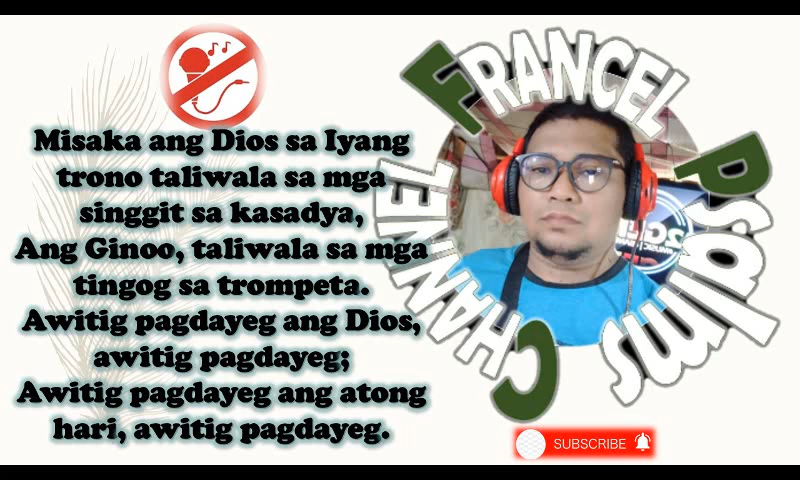 Misaka ang Dios sa Iyang
trono taliwala sa mga
singgit sa kasadya,
Ang Ginoo, taliwala sa mga
tingog sa trompeta.
Awitig pagdayeg ang Dios,
awitig pagdayeg;
Awitig pagdayeg ang atong
hari, awitig pagdayeg.
FRANCEL
Psalms
CHANNEL
SUBSCRIBE